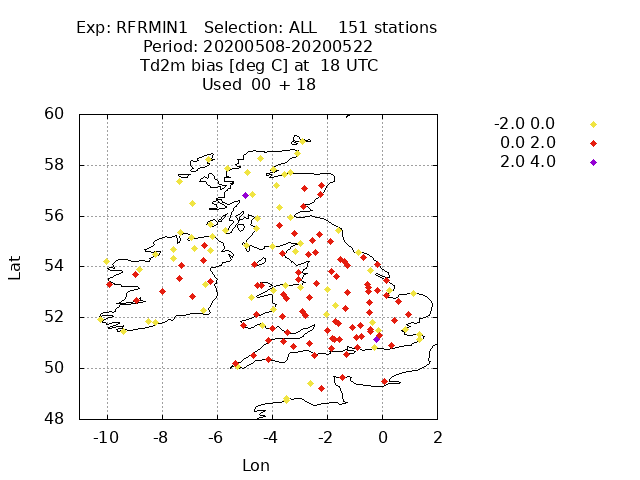 Exp: RFRMIN1 Selection: ALL 151 stations
Period: 20200508-20200522
Td2m bias [deg C] at 18 UTC
Used 00 + 18
-2.0 0.0
0.0 2.0
2.0 4.0
60
58
56
54
52
50
48
Lat
-10 -8 -6 -4 -2 0 2
Lon